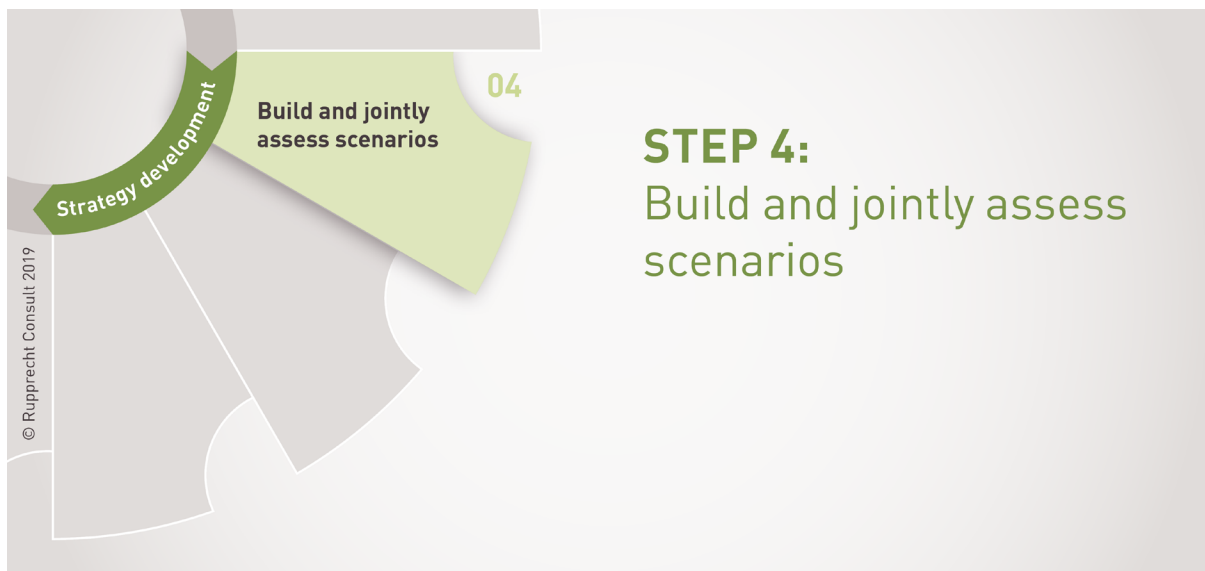 Strategy development
Build and jointly
assess scenarios
04
STEP 4:
Build and jointly assess
scenarios
© Rupprecht Consult 2019